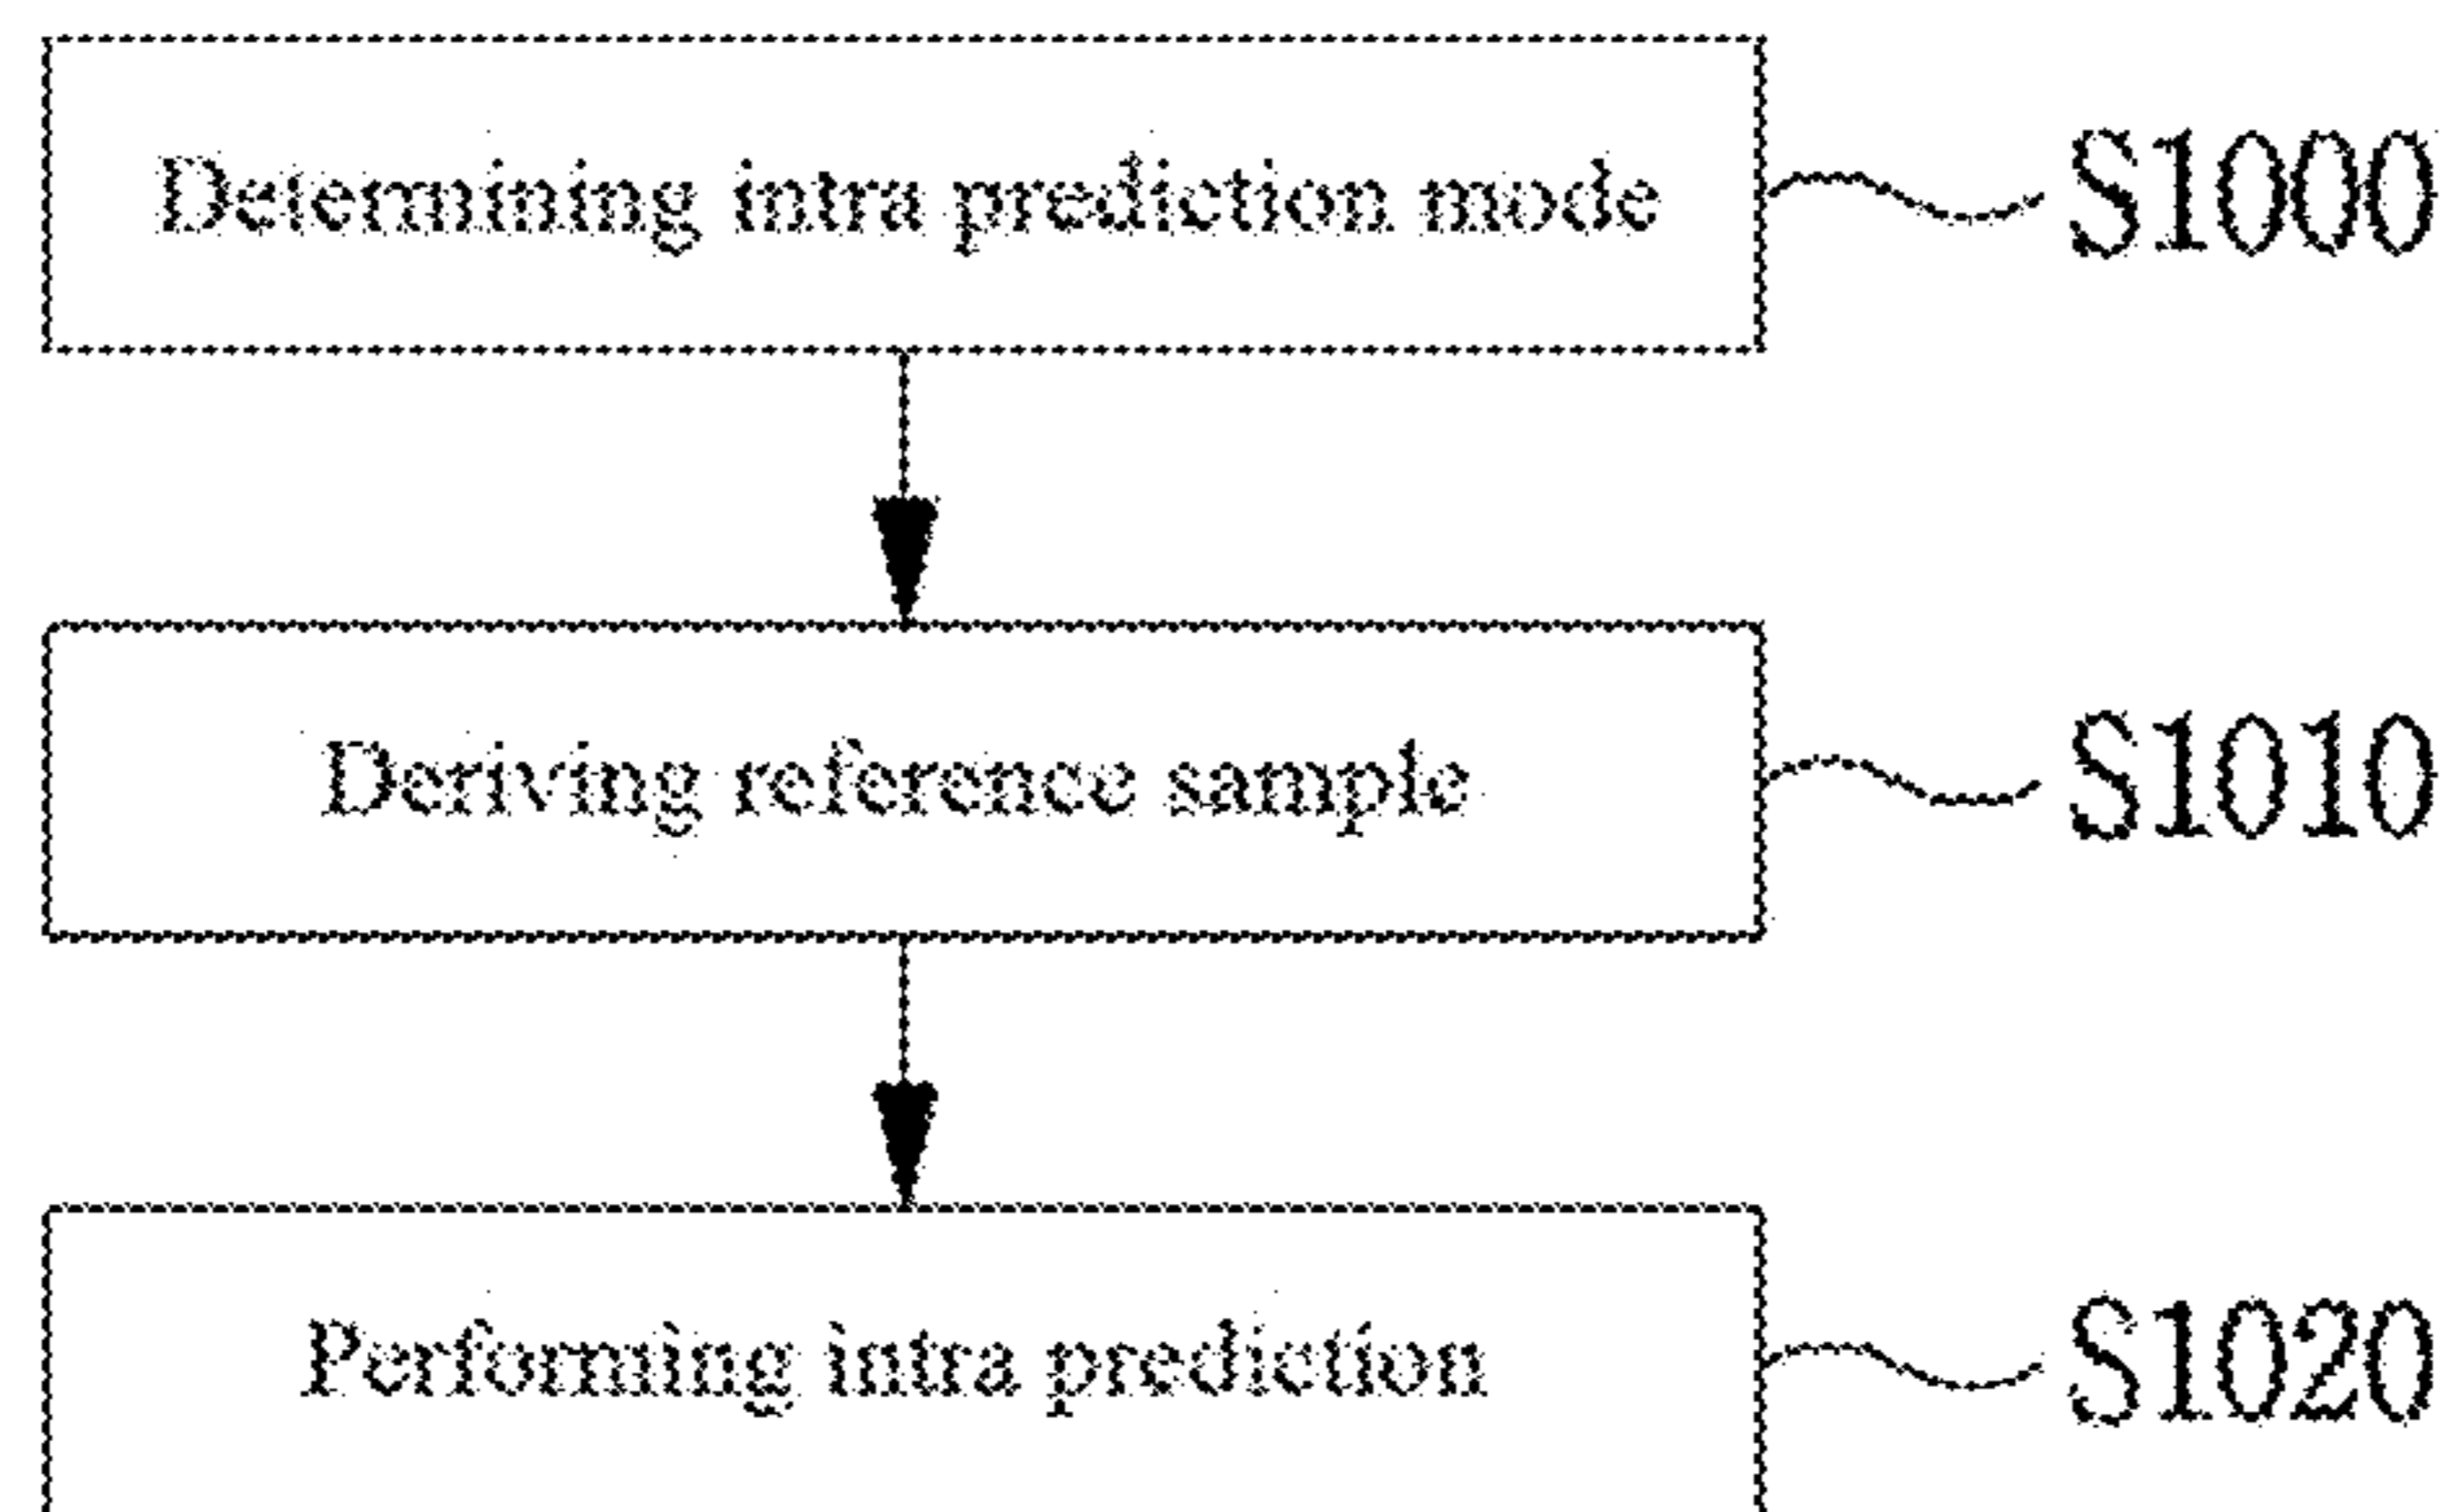 Determining intra prediction mode S1000
Deriving reference sample S1010
Performing intra prediction S1020